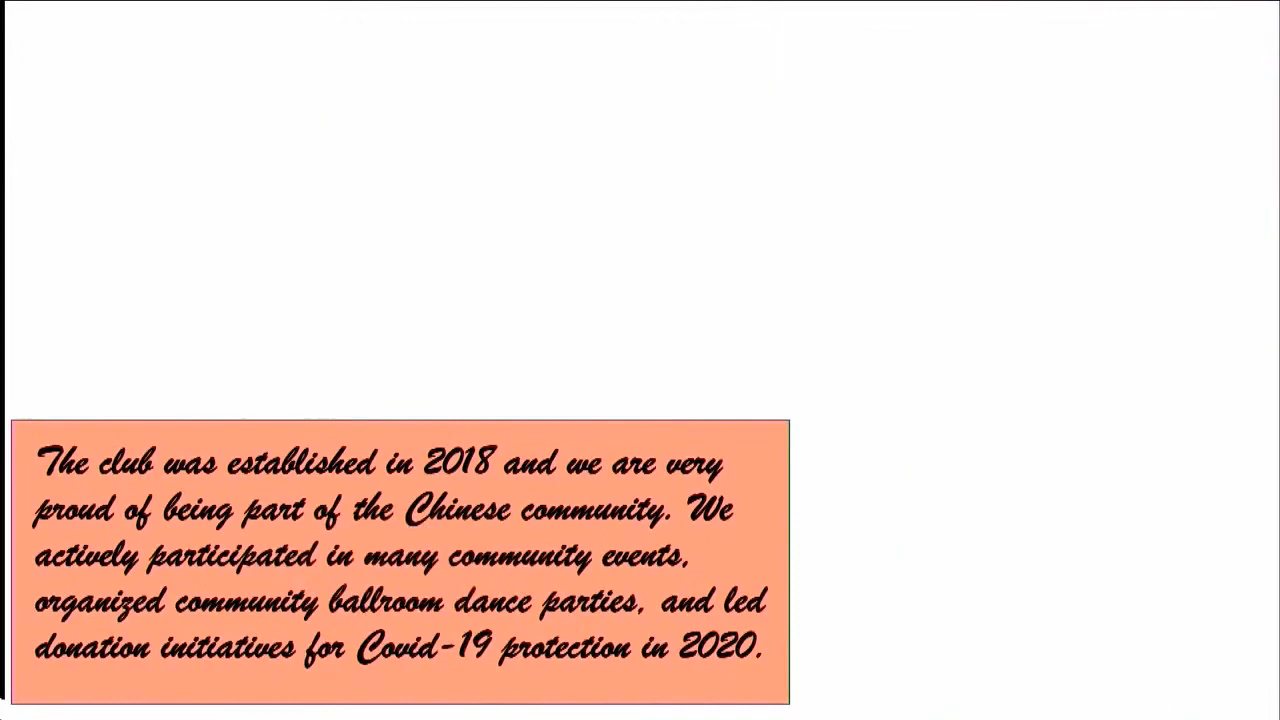 The club was established in 2018 and we are very
proud of being part of the Chinese community. We
actively participated in many community events,
organized community ballroom dance parties, and led
donation initiatives for Covid-19 protection in 2020.